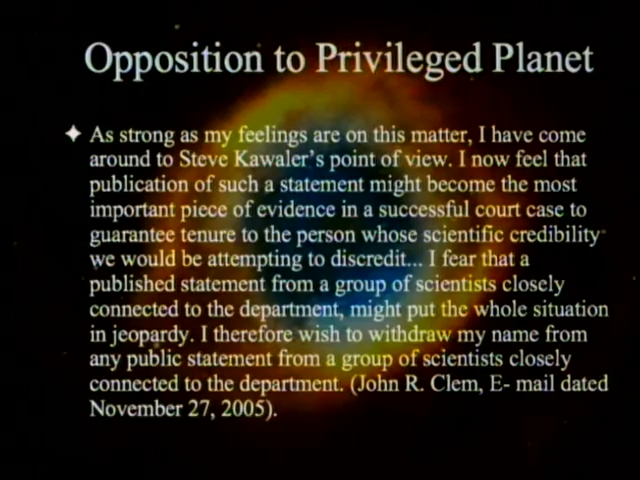 Opposition to Privileged Planet
As strong as my feelings are on this matter, I have come
around to Steve Kawaler's point of view. I now feel that
publication of such a statement might become the most
important piece of evidence in a successful court case to
guarantee tenure to the person whose scientific credibility
we would be attempting to discredit... I fear that a
published statement from a group of scientists closely
connected to the department, might put the whole situation
in jeopardy. I therefore wish to withdraw my name from
any public statement from a group of scientists closely
connected to the department. (John R. Clem, E- mail dated
November 27, 2005).